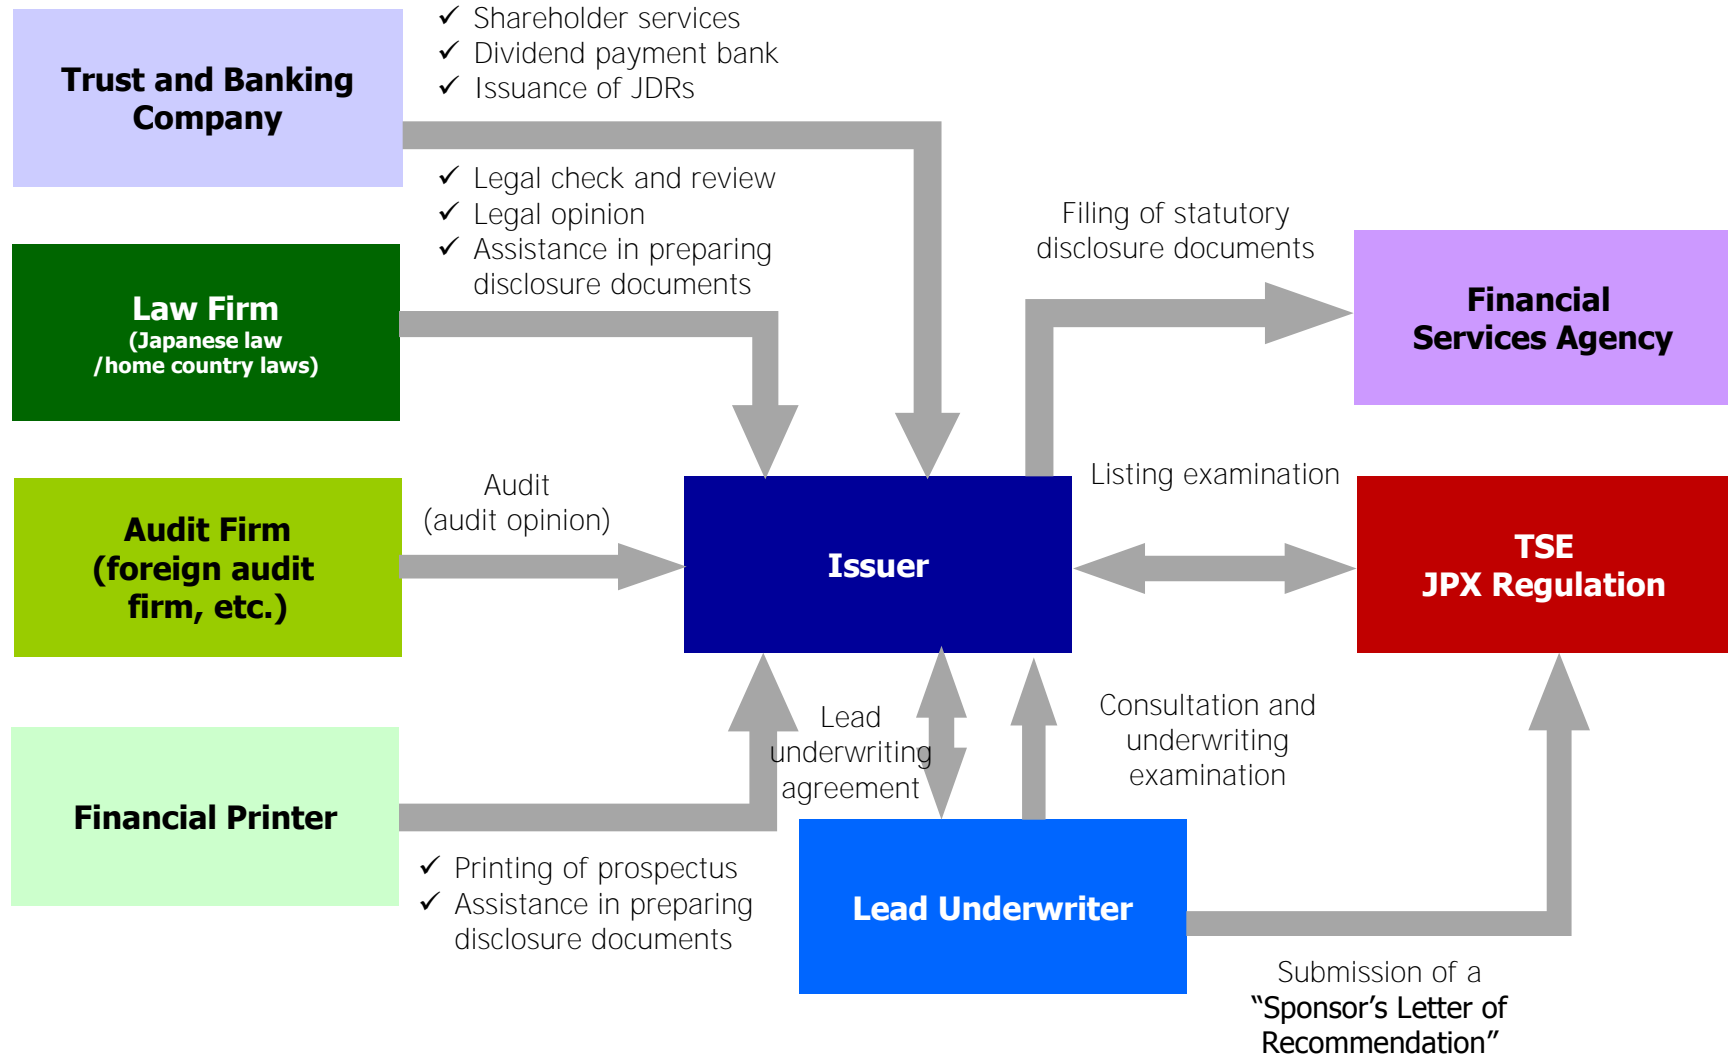 ✓ Shareholder services
✓ Dividend payment bank
✓ Issuance of JDRs
Trust and Banking
Company
✓ Legal check and review
✓ Legal opinion
✓ Assistance in preparing
disclosure documents
Law Firm
(Japanese law
/home country laws)
Filing of statutory
disclosure documents
Financial
Services Agency
Audit
(audit opinion)
Audit Firm
(foreign audit
firm, etc.)
Issuer
Listing examination
TSE
JPX Regulation
Lead
underwriting
agreement
Consultation and
underwriting
examination
Financial Printer
✓ Printing of prospectus
✓ Assistance in preparing
disclosure documents
Lead Underwriter
Submission of a
“Sponsor’s Letter of
Recommendation”